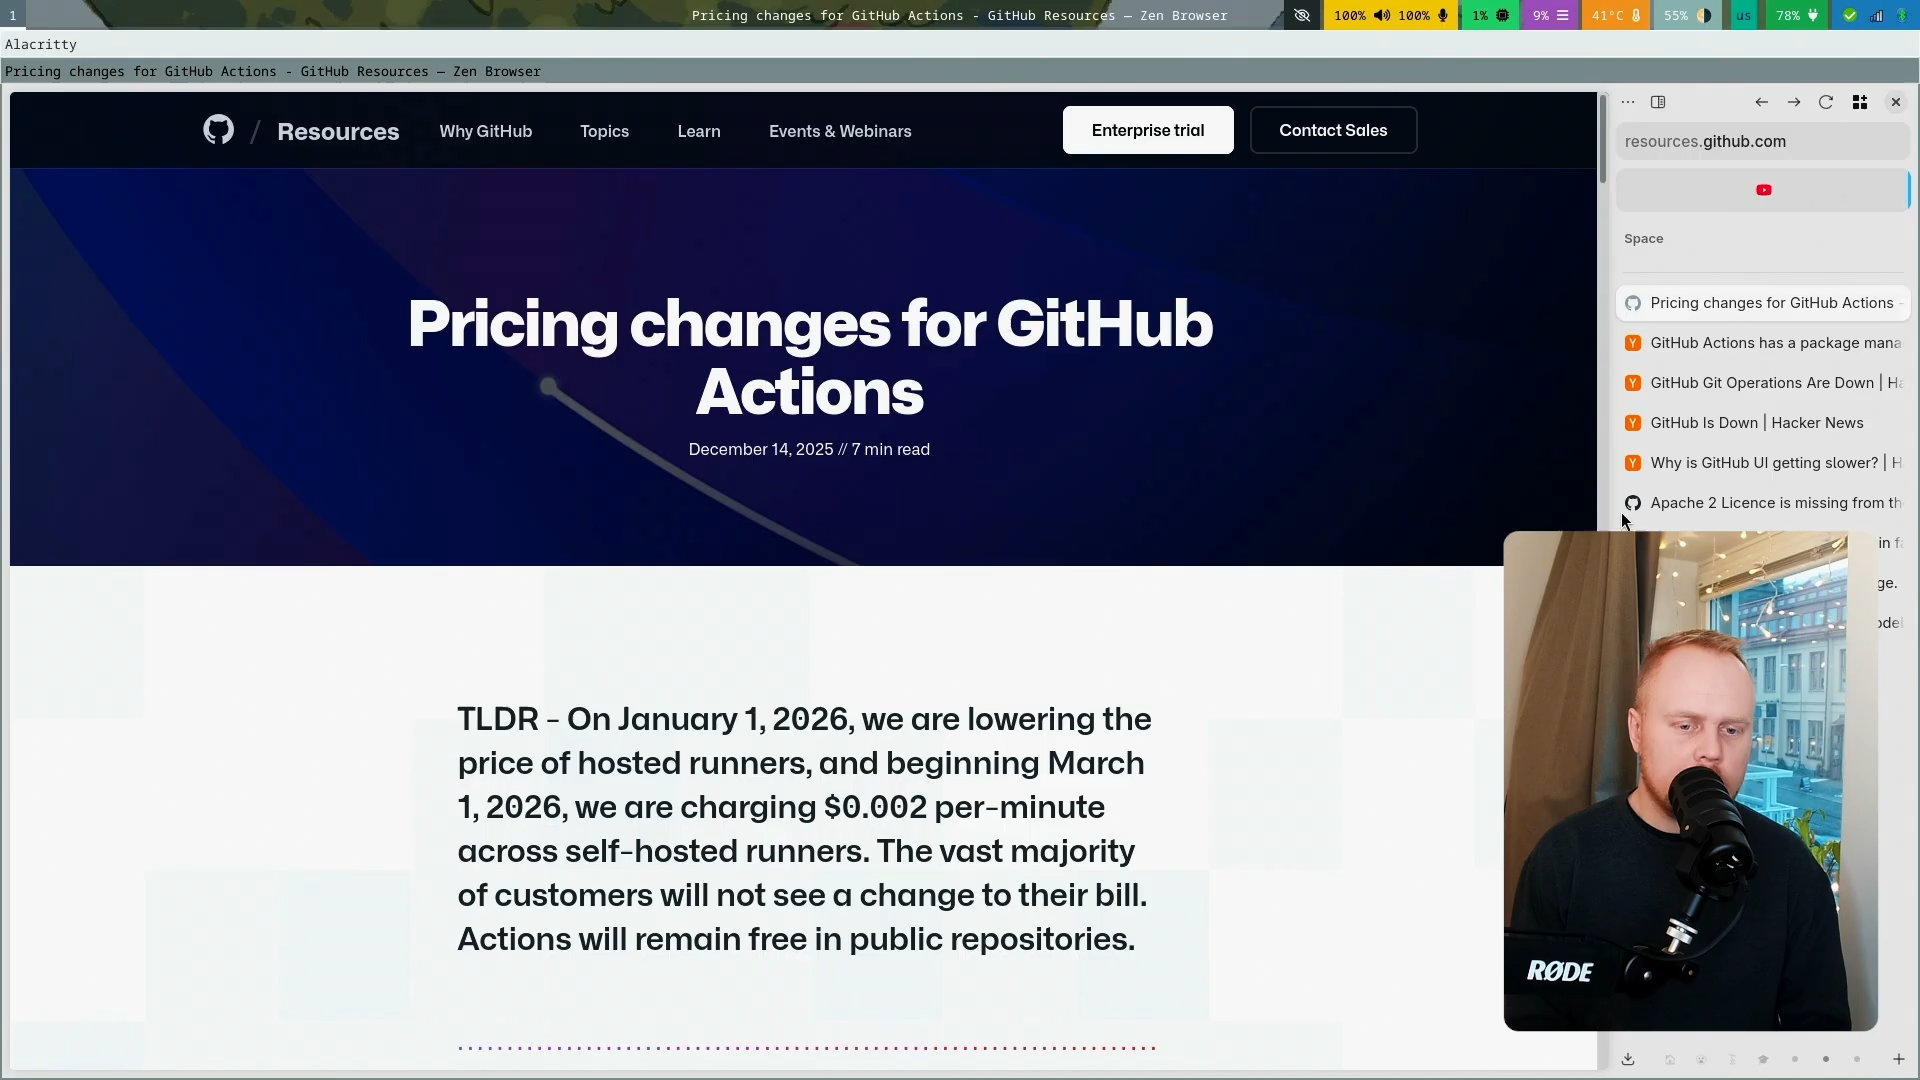 1
Pricing changes for GitHub Actions - GitHub Resources — Zen Browser
100% 100% 1% 9% 41°C 55% us 78%
Alacritty
Pricing changes for GitHub Actions - GitHub Resources — Zen Browser
/ Resources Why GitHub Topics Learn Events & Webinars Enterprise trial Contact Sales
resources.github.com
Space
Pricing changes for GitHub Actions -
GitHub Actions has a package mana
GitHub Git Operations Are Down | Ha
GitHub Is Down | Hacker News
Why is GitHub UI getting slower? | H
Apache 2 Licence is missing from th
in fa
ge.
odel
Pricing changes for GitHub
Actions
December 14, 2025 // 7 min read
TLDR - On January 1, 2026, we are lowering the
price of hosted runners, and beginning March
1, 2026, we are charging $0.002 per-minute
across self-hosted runners. The vast majority
of customers will not see a change to their bill.
Actions will remain free in public repositories.
RØDE